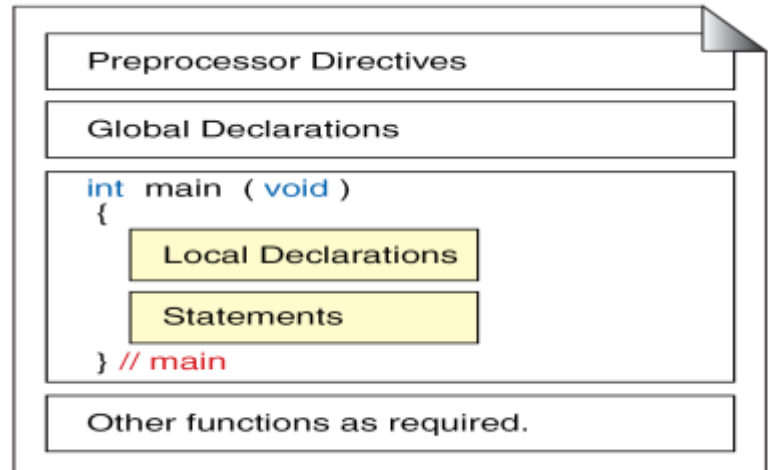 Preprocessor Directives
Global Declarations
int main ( void )
{
Local Declarations
Statements
} // main
Other functions as required.